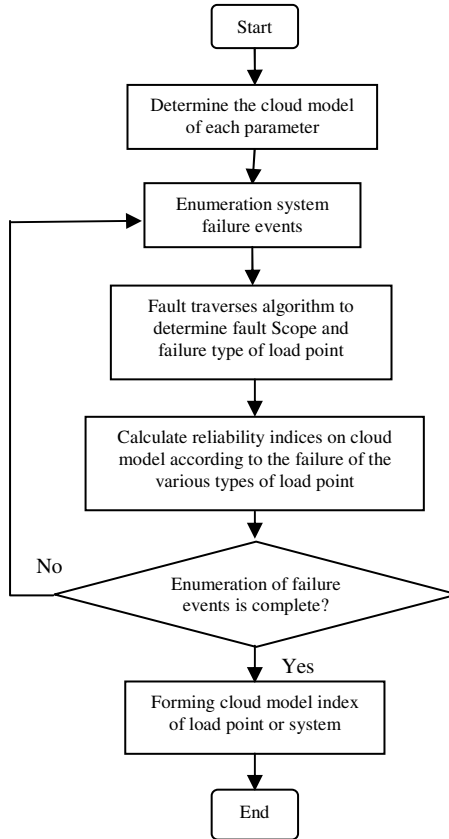 Start
Determine the cloud model
of each parameter
Enumeration system
failure events
Fault traverses algorithm to
determine fault Scope and
failure type of load point
Calculate reliability indices on cloud
model according to the failure of the
various types of load point
No
Enumeration of failure
events is complete?
Yes
Forming cloud model index
of load point or system
End